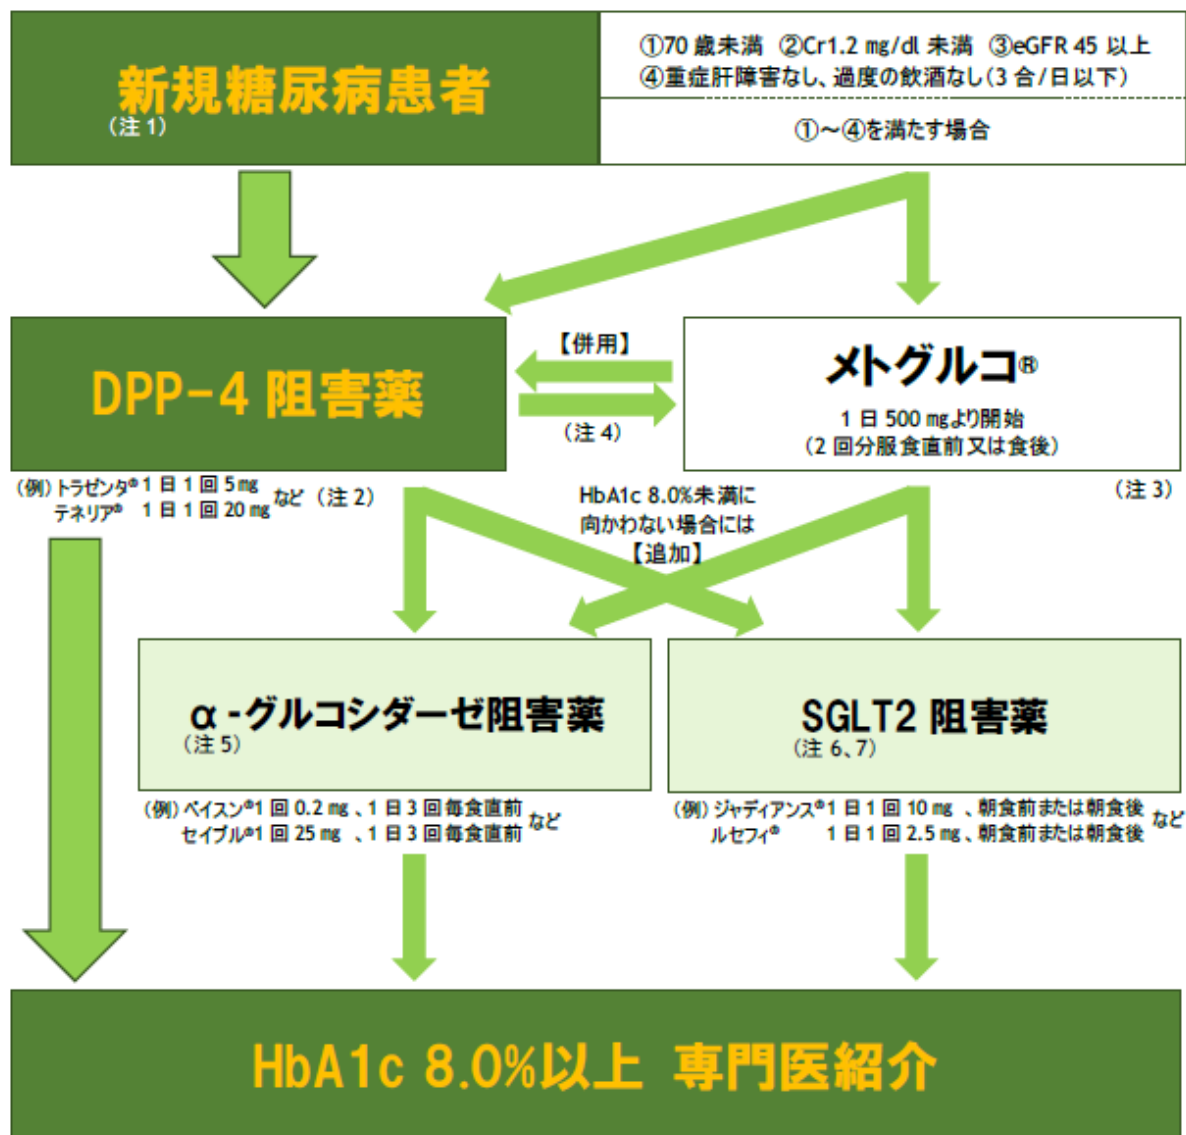 新規糖尿病患者
（注 1）
①70 歳未満 ②Cr1.2 mg/dl 未満 ③eGFR 45 以上
④重症肝障害なし、過度の飲酒なし（3 合/日以下）
①～④を満たす場合
DPP-4 阻害薬
【併用】
（注 4）
メトグルコ®
1 日 500 mgより開始
（2 回分服食直前又は食後）
（注 3）
（例）トラゼンタ® 1 日 1 回 5 mg
テネリア® 1 日 1 回 20 mg
など （注 2）
HbA1c 8.0%未満に
向かわない場合には
【追加】
α-グルコシダーゼ阻害薬
（注 5）
SGLT2 阻害薬
（注 6、7）
（例）ベイスン® 1 回 0.2 mg 、1 日 3 回毎食直前
セイブル® 1 回 25 mg 、1 日 3 回毎食直前
など
（例）ジャディアンス® 1 日 1 回 10 mg 、朝食前または朝食後
ルセフィ® 1 日 1 回 2.5 mg 、朝食前または朝食後
など
HbA1c 8.0%以上 専門医紹介